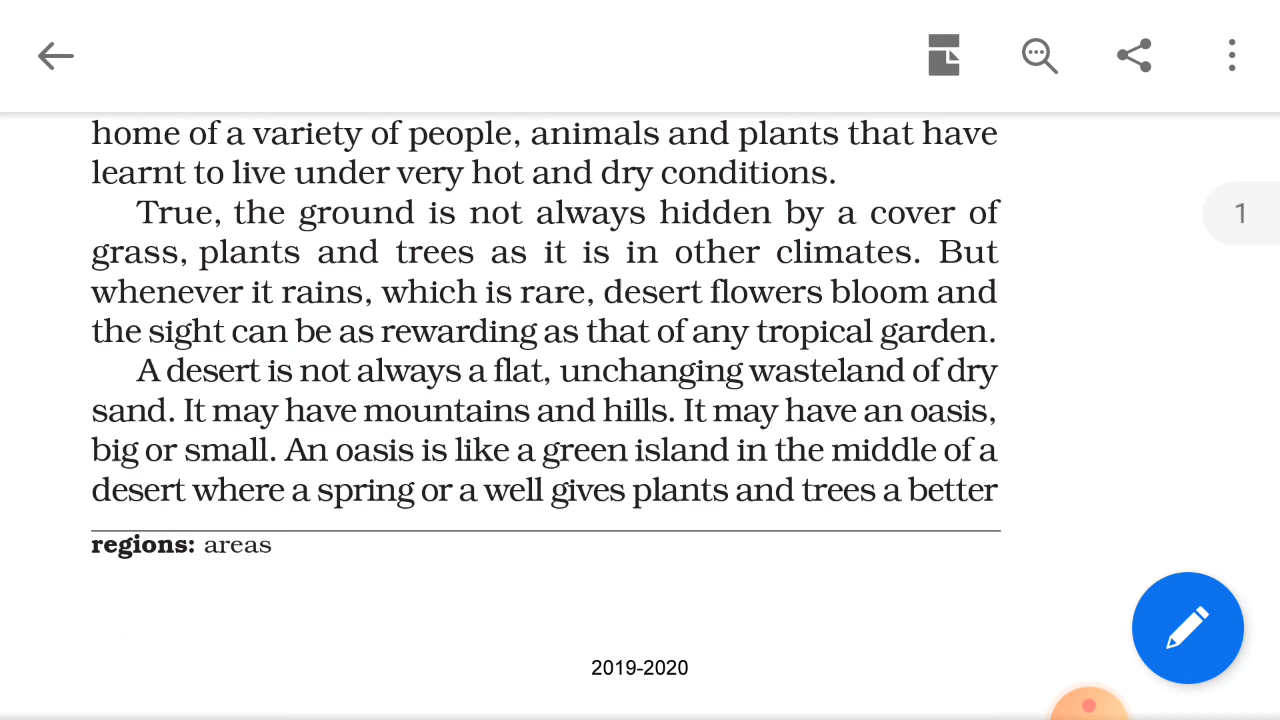 1
home of a variety of people, animals and plants that have
learnt to live under very hot and dry conditions.
True, the ground is not always hidden by a cover of
grass, plants and trees as it is in other climates. But
whenever it rains, which is rare, desert flowers bloom and
the sight can be as rewarding as that of any tropical garden.
A desert is not always a flat, unchanging wasteland of dry
sand. It may have mountains and hills. It may have an oasis,
big or small. An oasis is like a green island in the middle of a
desert where a spring or a well gives plants and trees a better
regions: areas
2019-2020